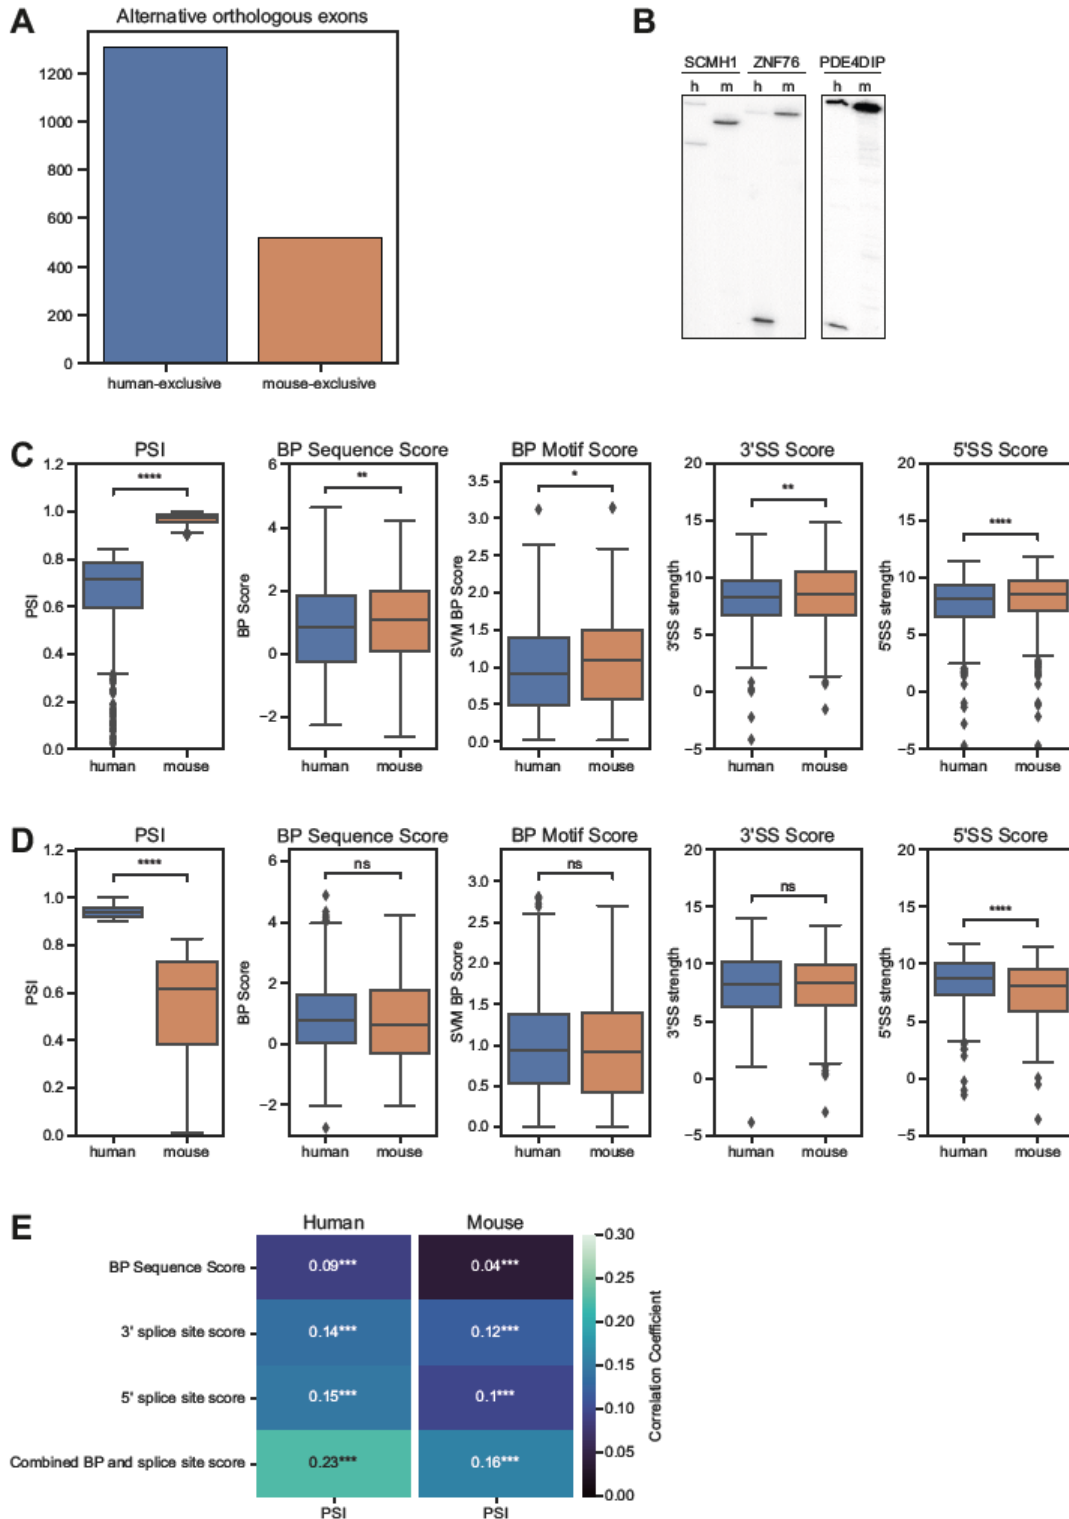 A
Alternative orthologous exons
1200
1000
800
600
400
200
0
human-exclusive
mouse-exclusive
B
SCMH1 ZNF76 PDE4DIP
h m h m h m
C
PSI
BP Sequence Score
BP Motif Score
3'SS Score
5'SS Score
PSI
1.2
1.0
0.8
0.6
0.4
0.2
0.0
****
human mouse
BP Score
6
4
2
0
−2
**
human mouse
SVM BP Score
3.5
3.0
2.5
2.0
1.5
1.0
0.5
0.0
*
human mouse
3'SS strength
20
15
10
5
0
−5
**
human mouse
5'SS strength
20
15
10
5
0
−5
****
human mouse
D
PSI
BP Sequence Score
BP Motif Score
3'SS Score
5'SS Score
PSI
1.2
1.0
0.8
0.6
0.4
0.2
0.0
****
human mouse
BP Score
6
4
2
0
−2
ns
human mouse
SVM BP Score
3.0
2.5
2.0
1.5
1.0
0.5
0.0
ns
human mouse
3'SS strength
20
15
10
5
0
−5
ns
human mouse
5'SS strength
20
15
10
5
0
−5
****
human mouse
E
Human Mouse
BP Sequence Score 0.09*** 0.04***
3' splice site score 0.14*** 0.12***
5' splice site score 0.15*** 0.1***
Combined BP and splice site score 0.23*** 0.16***
PSI PSI
0.30
0.25
0.20
0.15
0.10
0.05
0.00
Correlation Coefficient